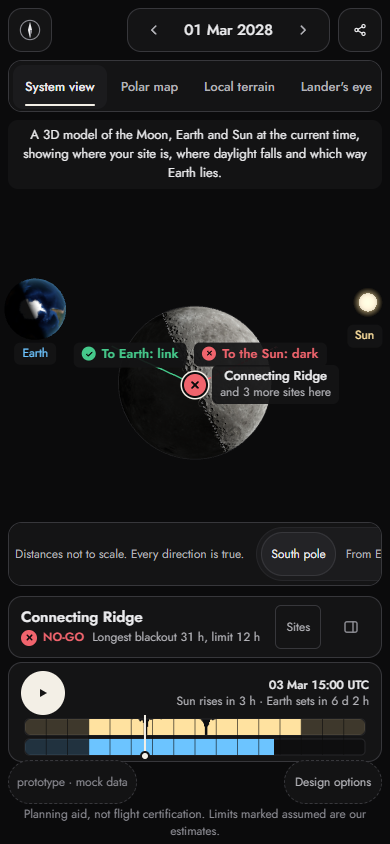 01 Mar 2028
System view
Polar map
Local terrain
Lander's eye
A 3D model of the Moon, Earth and Sun at the current time,
showing where your site is, where daylight falls and which way
Earth lies.
Earth
Sun
To Earth: link
To the Sun: dark
Connecting Ridge
and 3 more sites here
Distances not to scale. Every direction is true.
South pole
From E
Connecting Ridge
NO-GO Longest blackout 31 h, limit 12 h
Sites
03 Mar 15:00 UTC
Sun rises in 3 h · Earth sets in 6 d 2 h
prototype · mock data
Design options
Planning aid, not flight certification. Limits marked assumed are our
estimates.